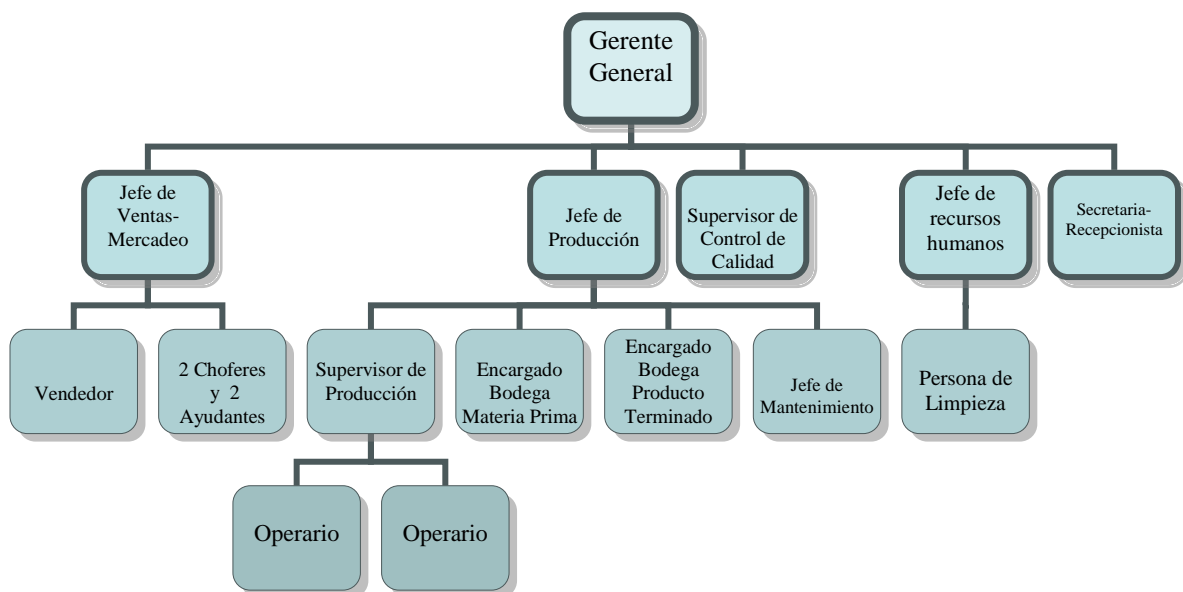 Gerente
General
Jefe de
Ventas-
Mercadeo
Jefe de
Producción
Supervisor de
Control de
Calidad
Jefe de
recursos
humanos
Secretaria-
Recepcionista
Vendedor
2 Choferes
y 2
Ayudantes
Supervisor de
Producción
Encargado
Bodega
Materia Prima
Encargado
Bodega
Producto
Terminado
Jefe de
Mantenimiento
Persona de
Limpieza
Operario
Operario